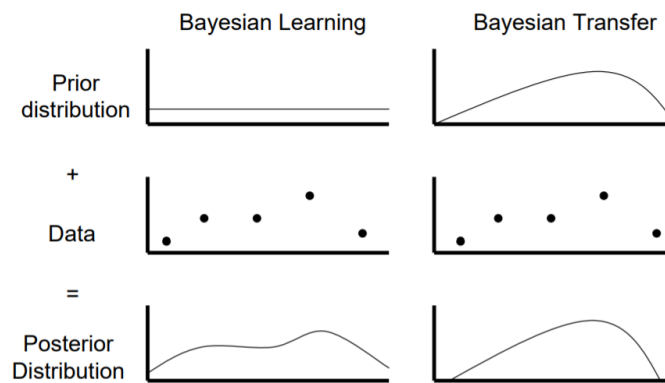 Bayesian Learning
Bayesian Transfer
Prior
distribution
+
Data
=
Posterior
Distribution